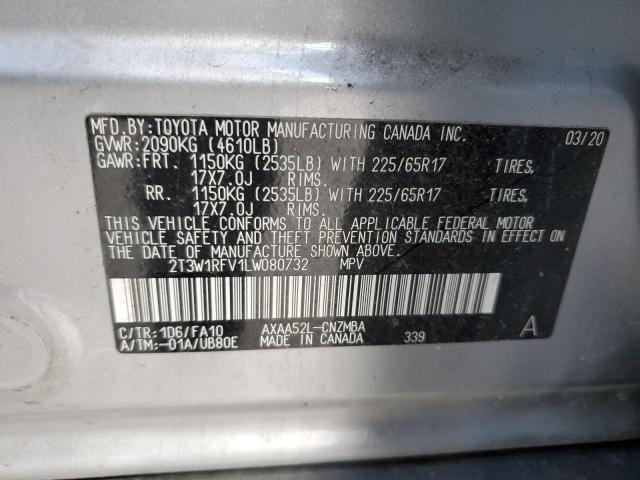 MFD.BY:TOYOTA MOTOR MANUFACTURING CANADA INC. 03/20
GVWR:2090KG (4610LB)
GAWR:FRT. 1150KG (2535LB) WITH 225/65R17 TIRES,
17X7.0J RIMS.
RR. 1150KG (2535LB) WITH 225/65R17 TIRES,
17X7.0J RIMS.
THIS VEHICLE CONFORMS TO ALL APPLICABLE FEDERAL MOTOR
VEHICLE SAFETY AND THEFT PREVENTION STANDARDS IN EFFECT ON
THE DATE OF MANUFACTURE SHOWN ABOVE.
2T3W1RFV1LW080732 MPV
C/TR:1D6/FA10 AXAA52L-CNZMBA A
A/TM:-01A/UB80E MADE IN CANADA 339